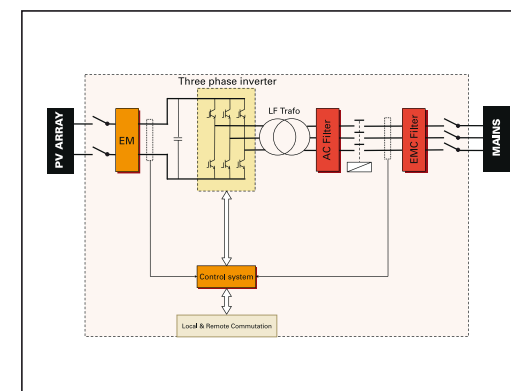 Three phase inverter
PV ARRAY
EM
LF Trafo
AC Filter
EMC Filter
MAINS
Control system
Local & Remote Commutation